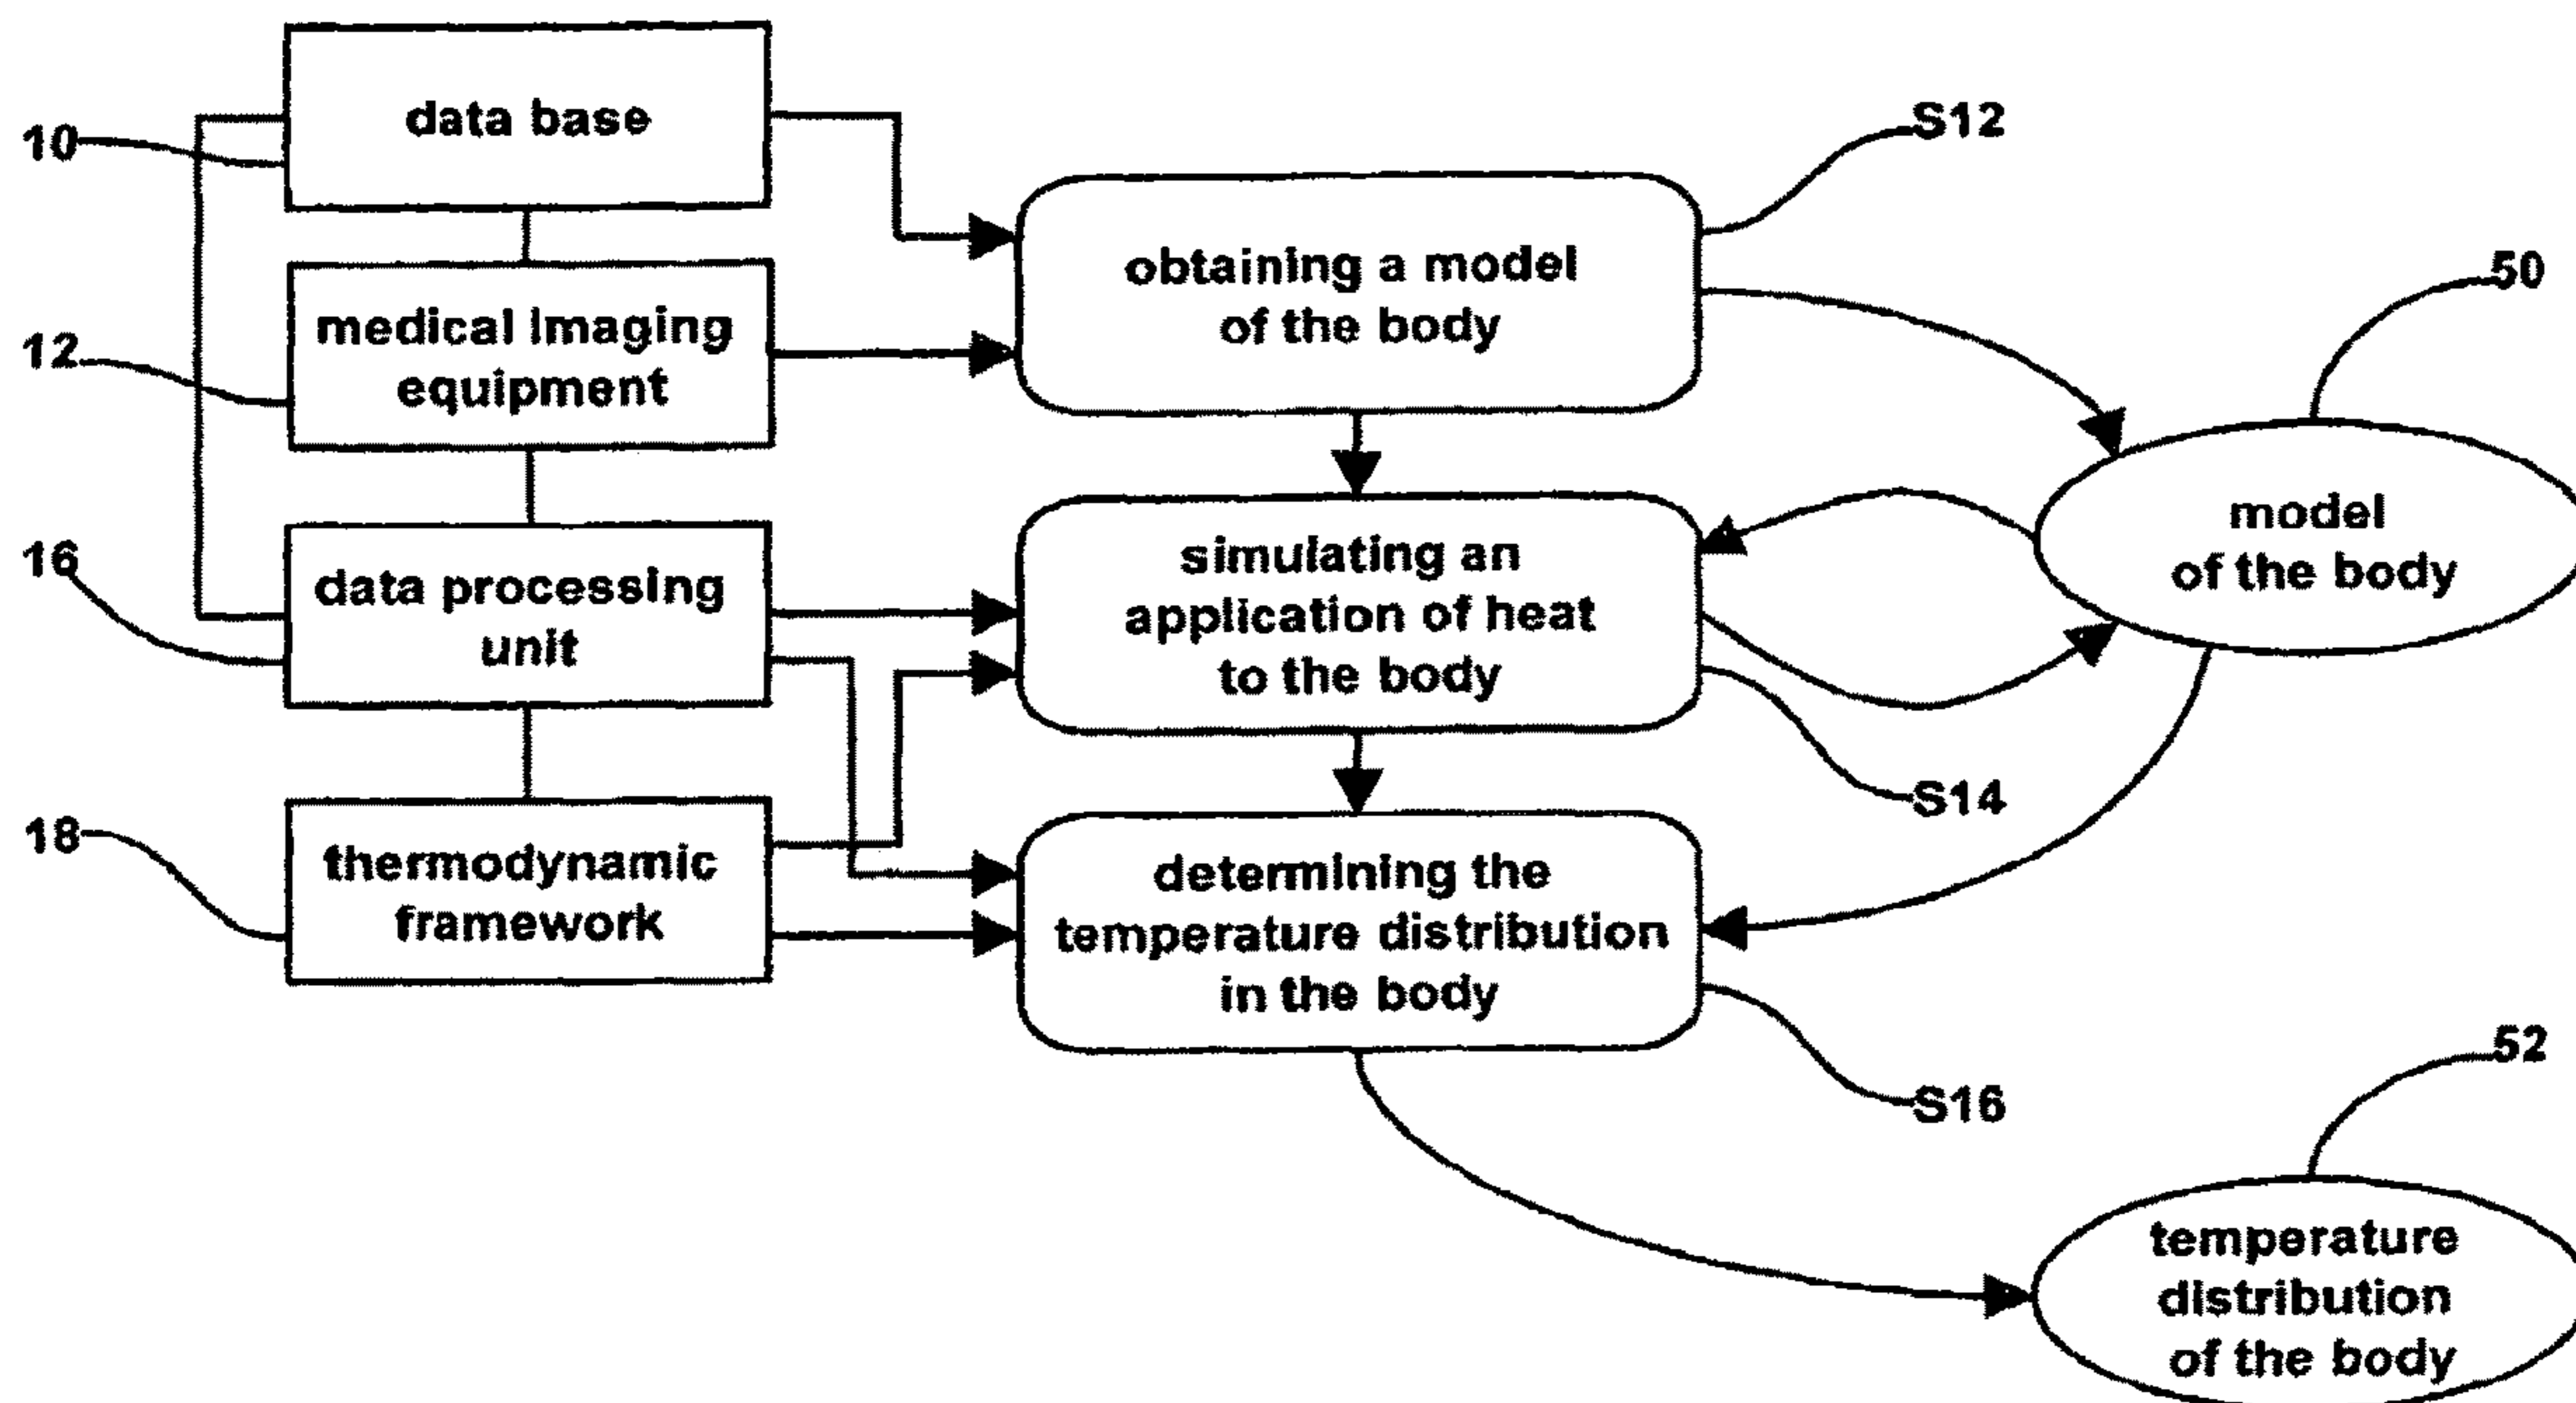 data base
10
S12
obtaining a model
of the body
50
medical imaging
equipment
12
model
of the body
simulating an
application of heat
to the body
16
data processing
unit
S14
18
thermodynamic
framework
determining the
temperature distribution
in the body
52
S16
temperature
distribution
of the body